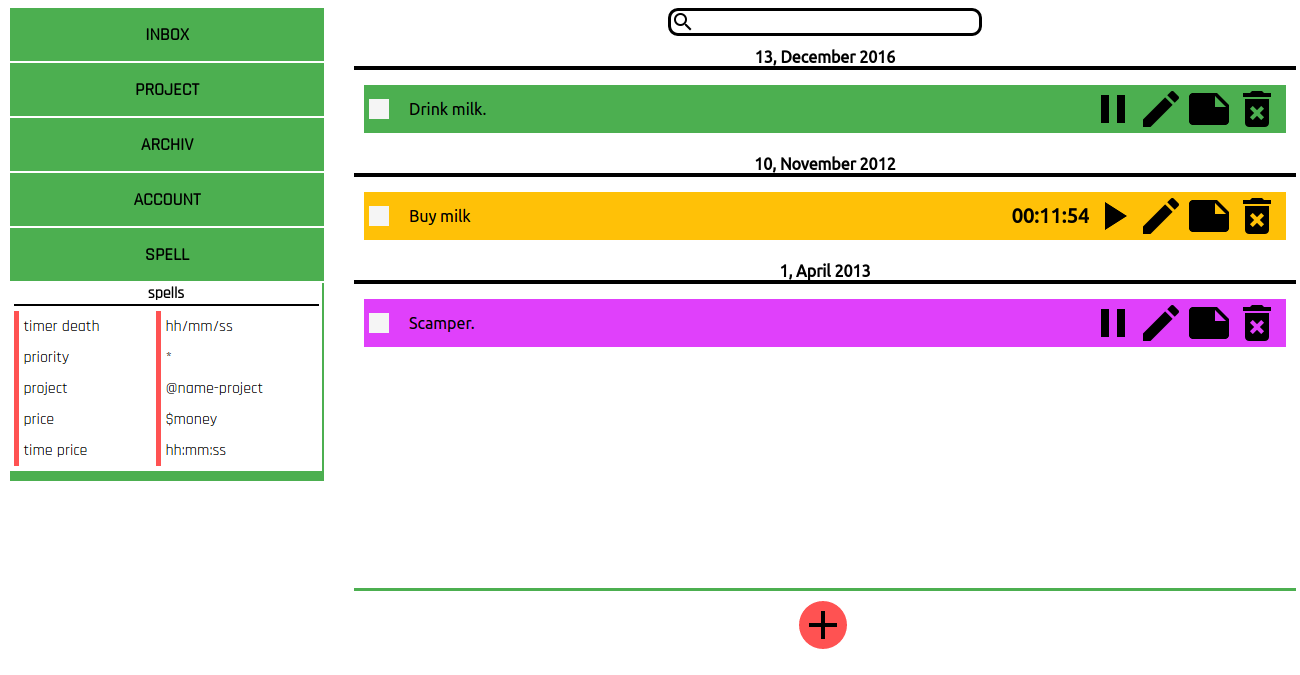 INBOX
PROJECT
ARCHIV
ACCOUNT
SPELL
spells
timer death hh/mm/ss
priority *
project @name-project
price $money
time price hh:mm:ss
13, December 2016
Drink milk.
10, November 2012
Buy milk 00:11:54
1, April 2013
Scamper.